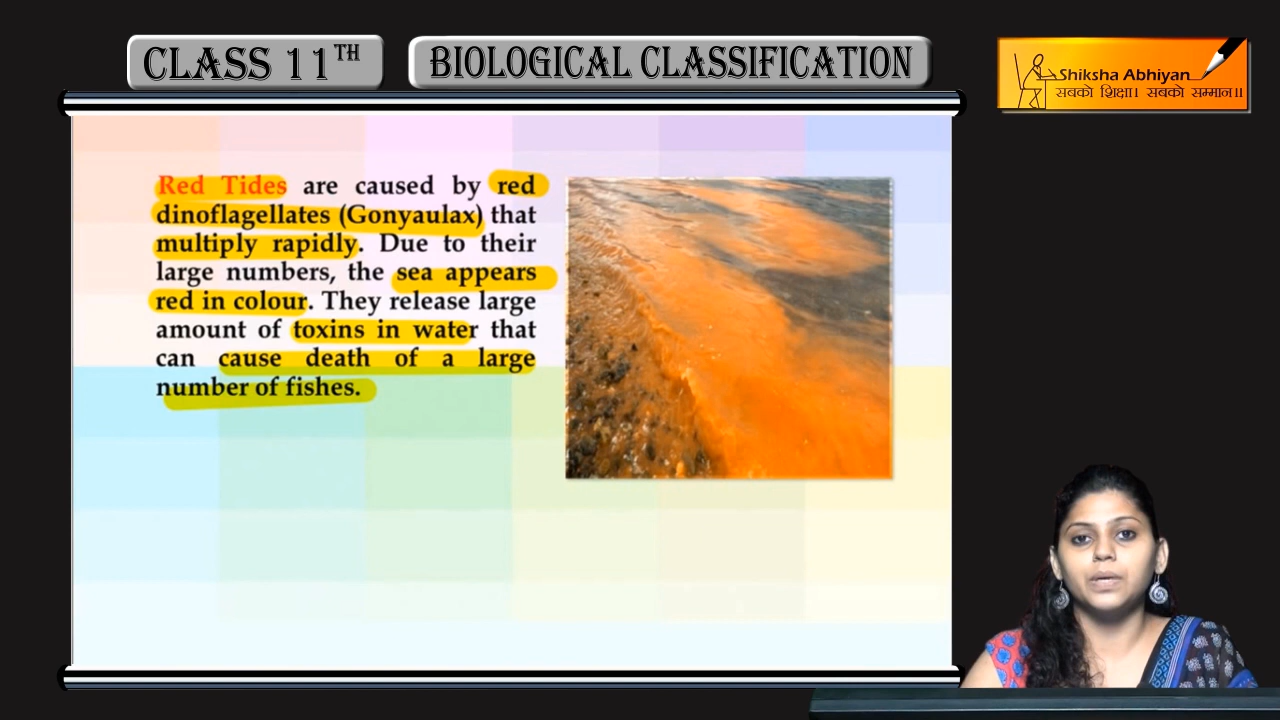 CLASS 11TH
BIOLOGICAL CLASSIFICATION
Shiksha Abhiyan
सबको शिक्षा। सबको सम्मान॥
Red Tides are caused by red
dinoflagellates (Gonyaulax) that
multiply rapidly. Due to their
large numbers, the sea appears
red in colour. They release large
amount of toxins in water that
can cause death of a large
number of fishes.